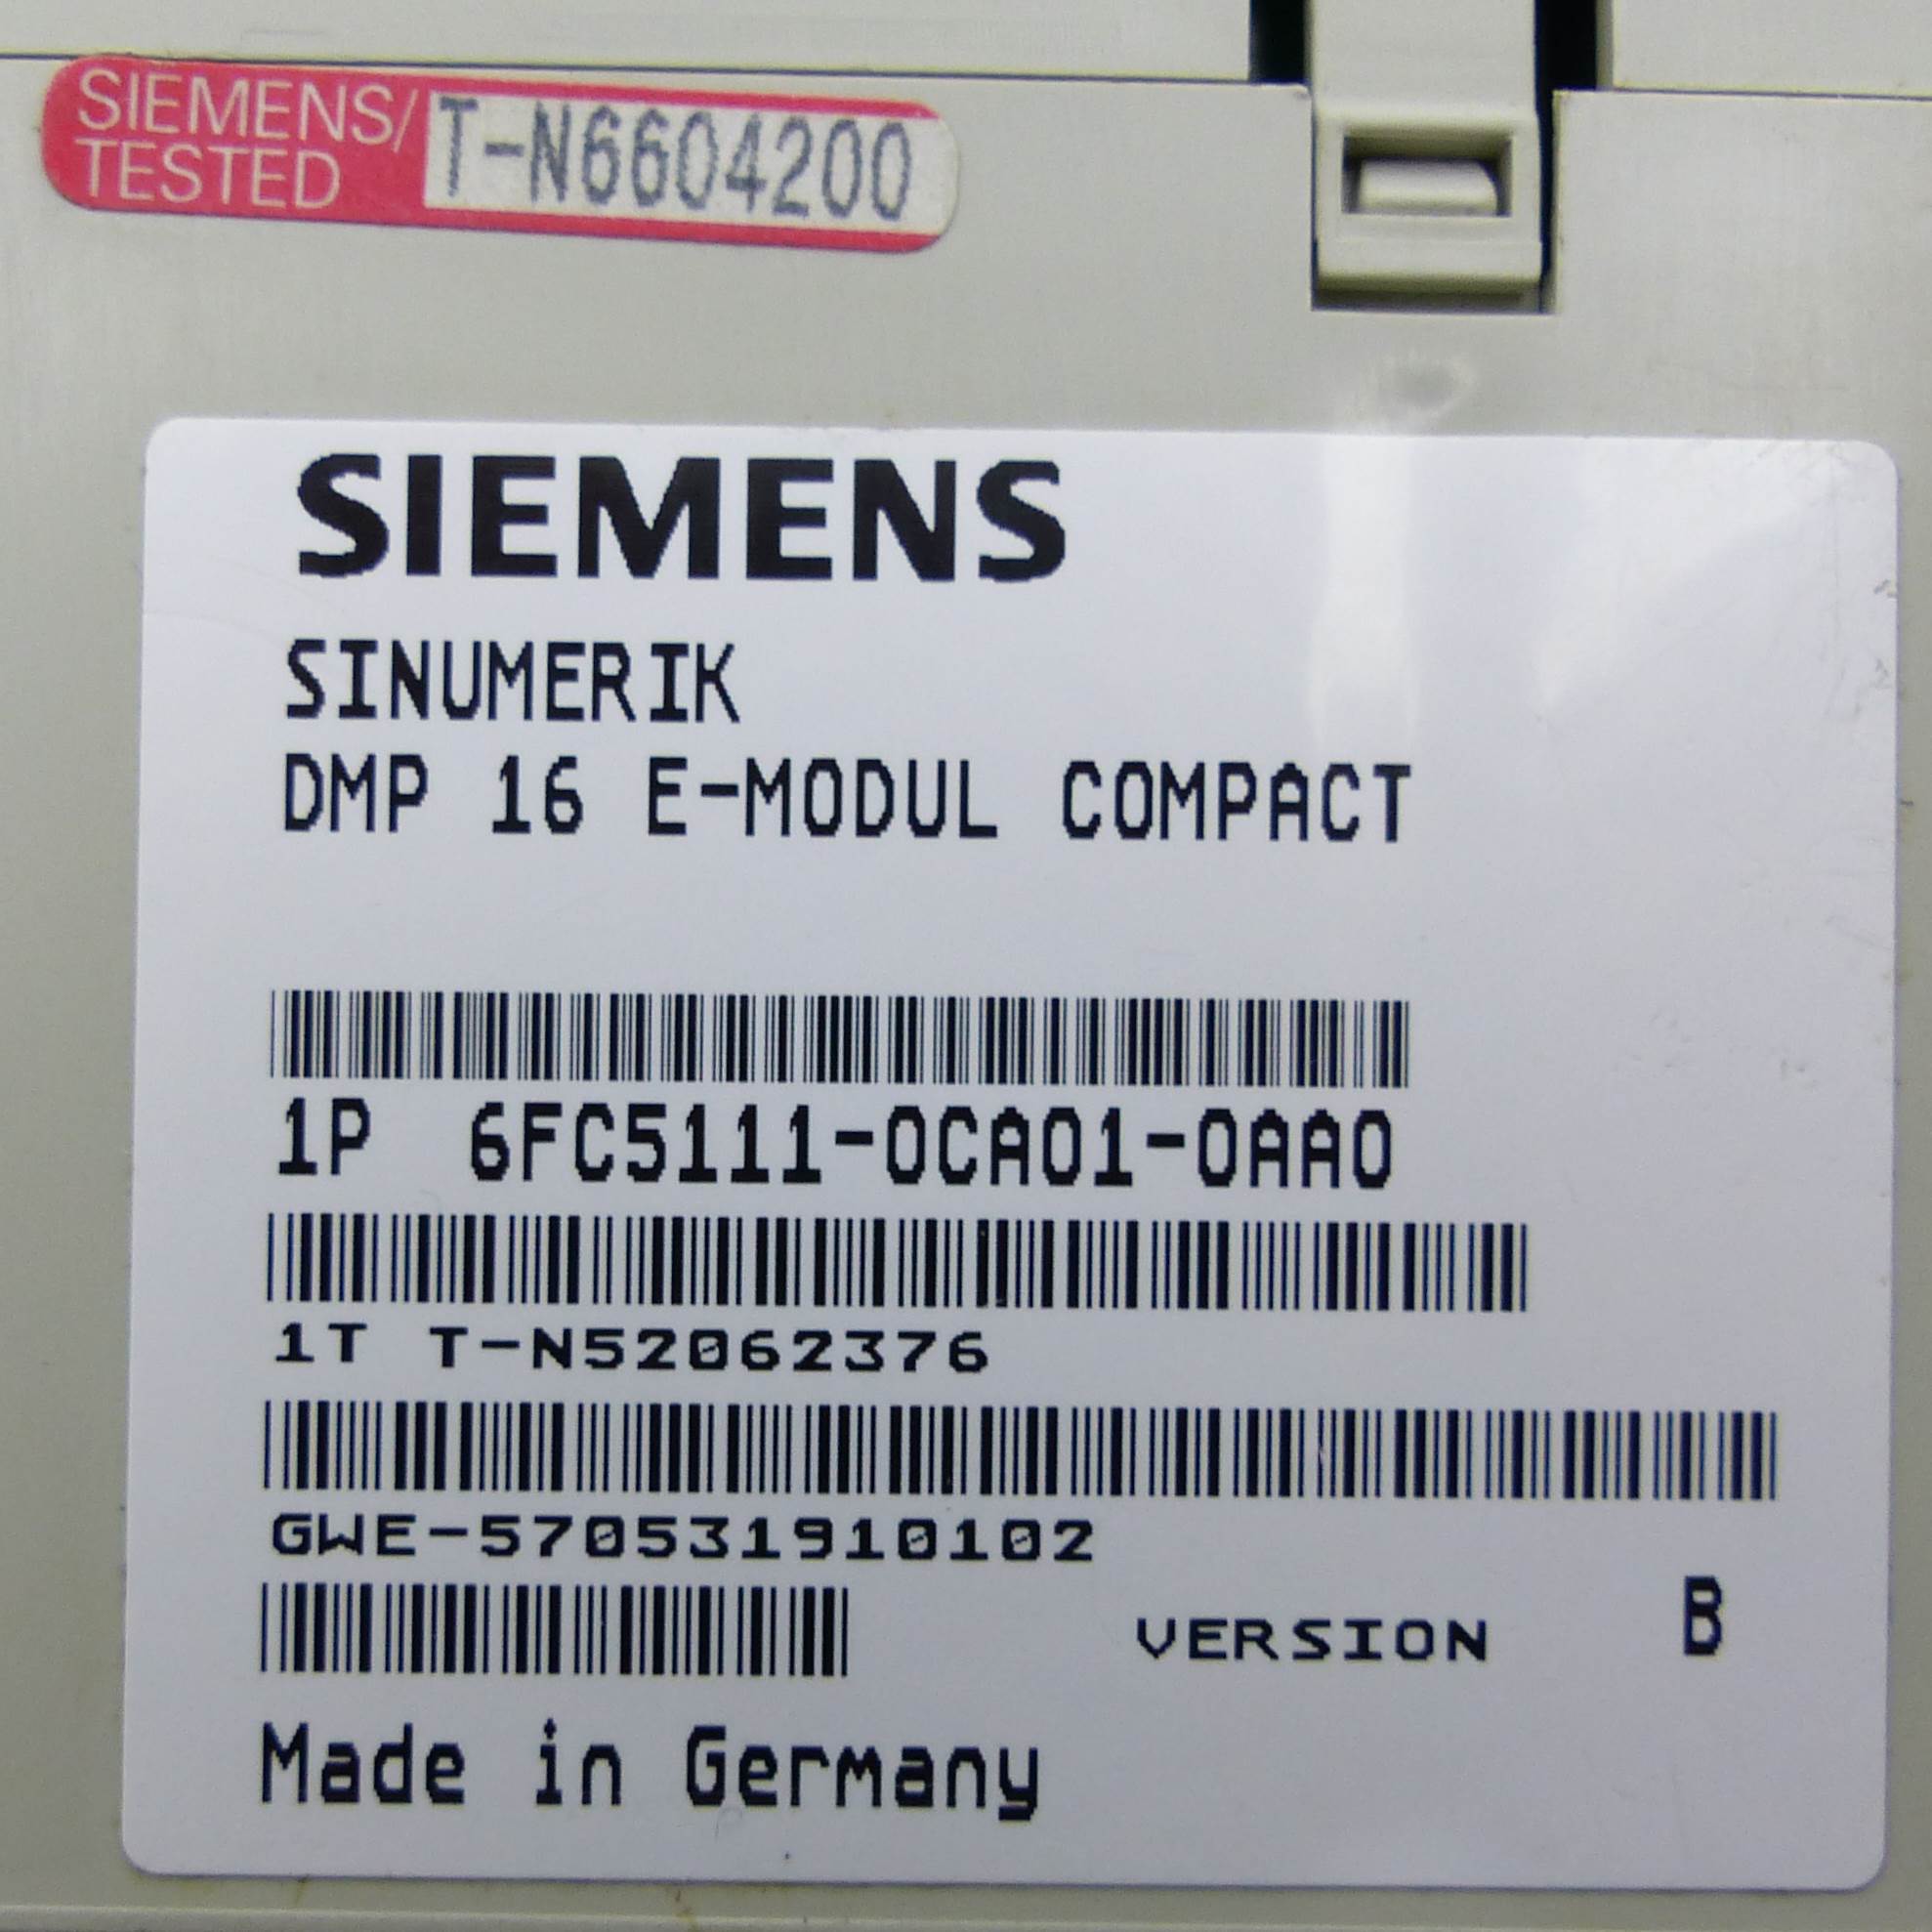 SIEMENS/
TESTED
T-N6604200
SIEMENS
SINUMERIK
DMP 16 E-MODUL COMPACT
1P 6FC5111-0CA01-0AA0
1T T-N52062376
GWE-570531910102
VERSION B
Made in Germany